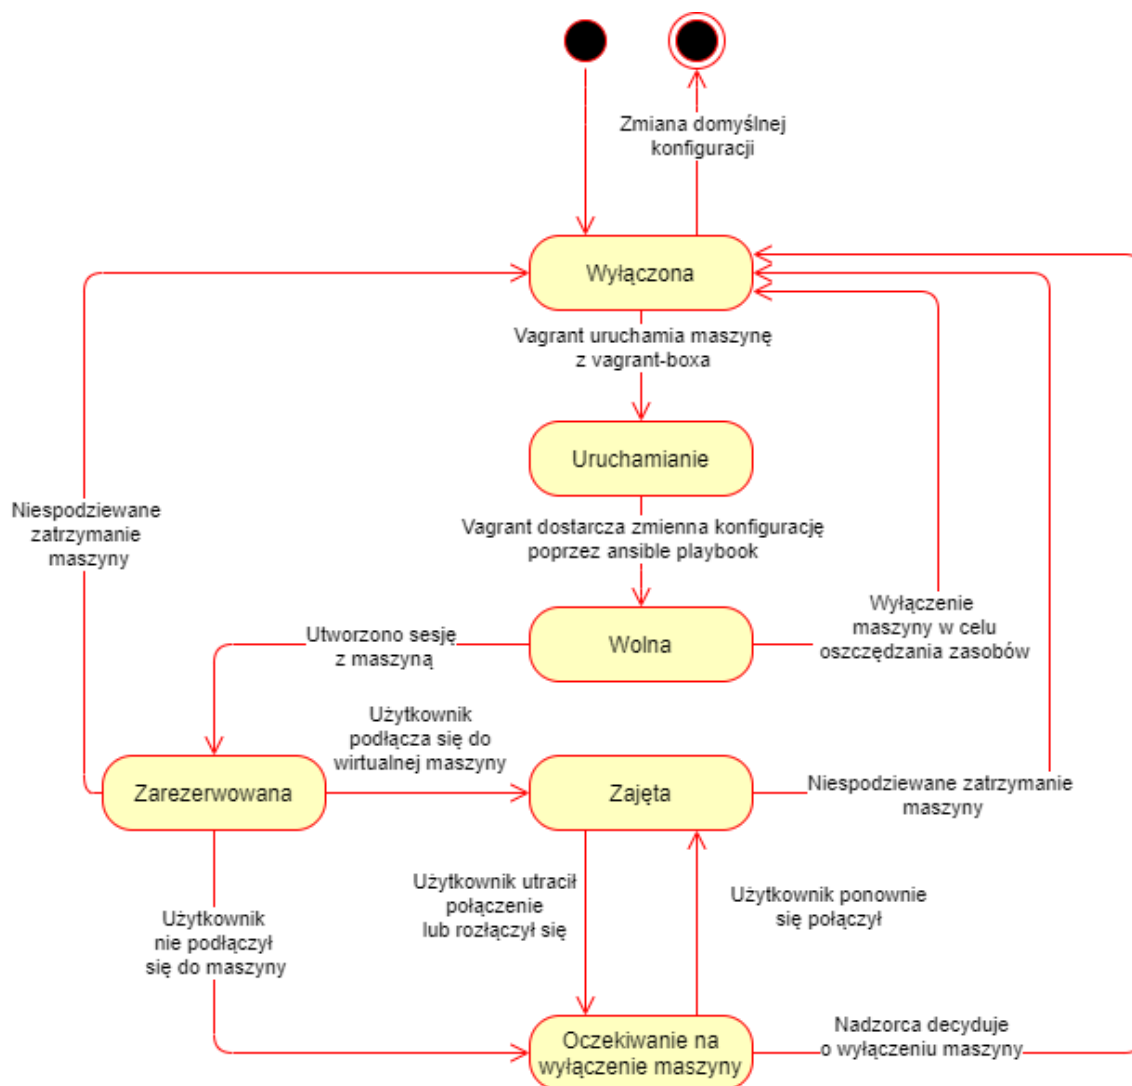 Zmiana domyślnej
konfiguracji
Wyłączona
Vagrant uruchamia maszynę
z vagrant-boxa
Uruchamianie
Niespodziewane
zatrzymanie
maszyny
Vagrant dostarcza zmienna konfigurację
poprzez ansible playbook
Wyłączenie
maszyny w celu
oszczędzania zasobów
Utworzono sesję
z maszyną
Wolna
Użytkownik
podłącza się do
wirtualnej maszyny
Zarezerwowana
Zajęta
Niespodziewane zatrzymanie
maszyny
Użytkownik utracił
połączenie
lub rozłączył się
Użytkownik ponownie
się połączył
Użytkownik
nie podłączył
się do maszyny
Oczekiwanie na
wyłączenie maszyny
Nadzorca decyduje
o wyłączeniu maszyny